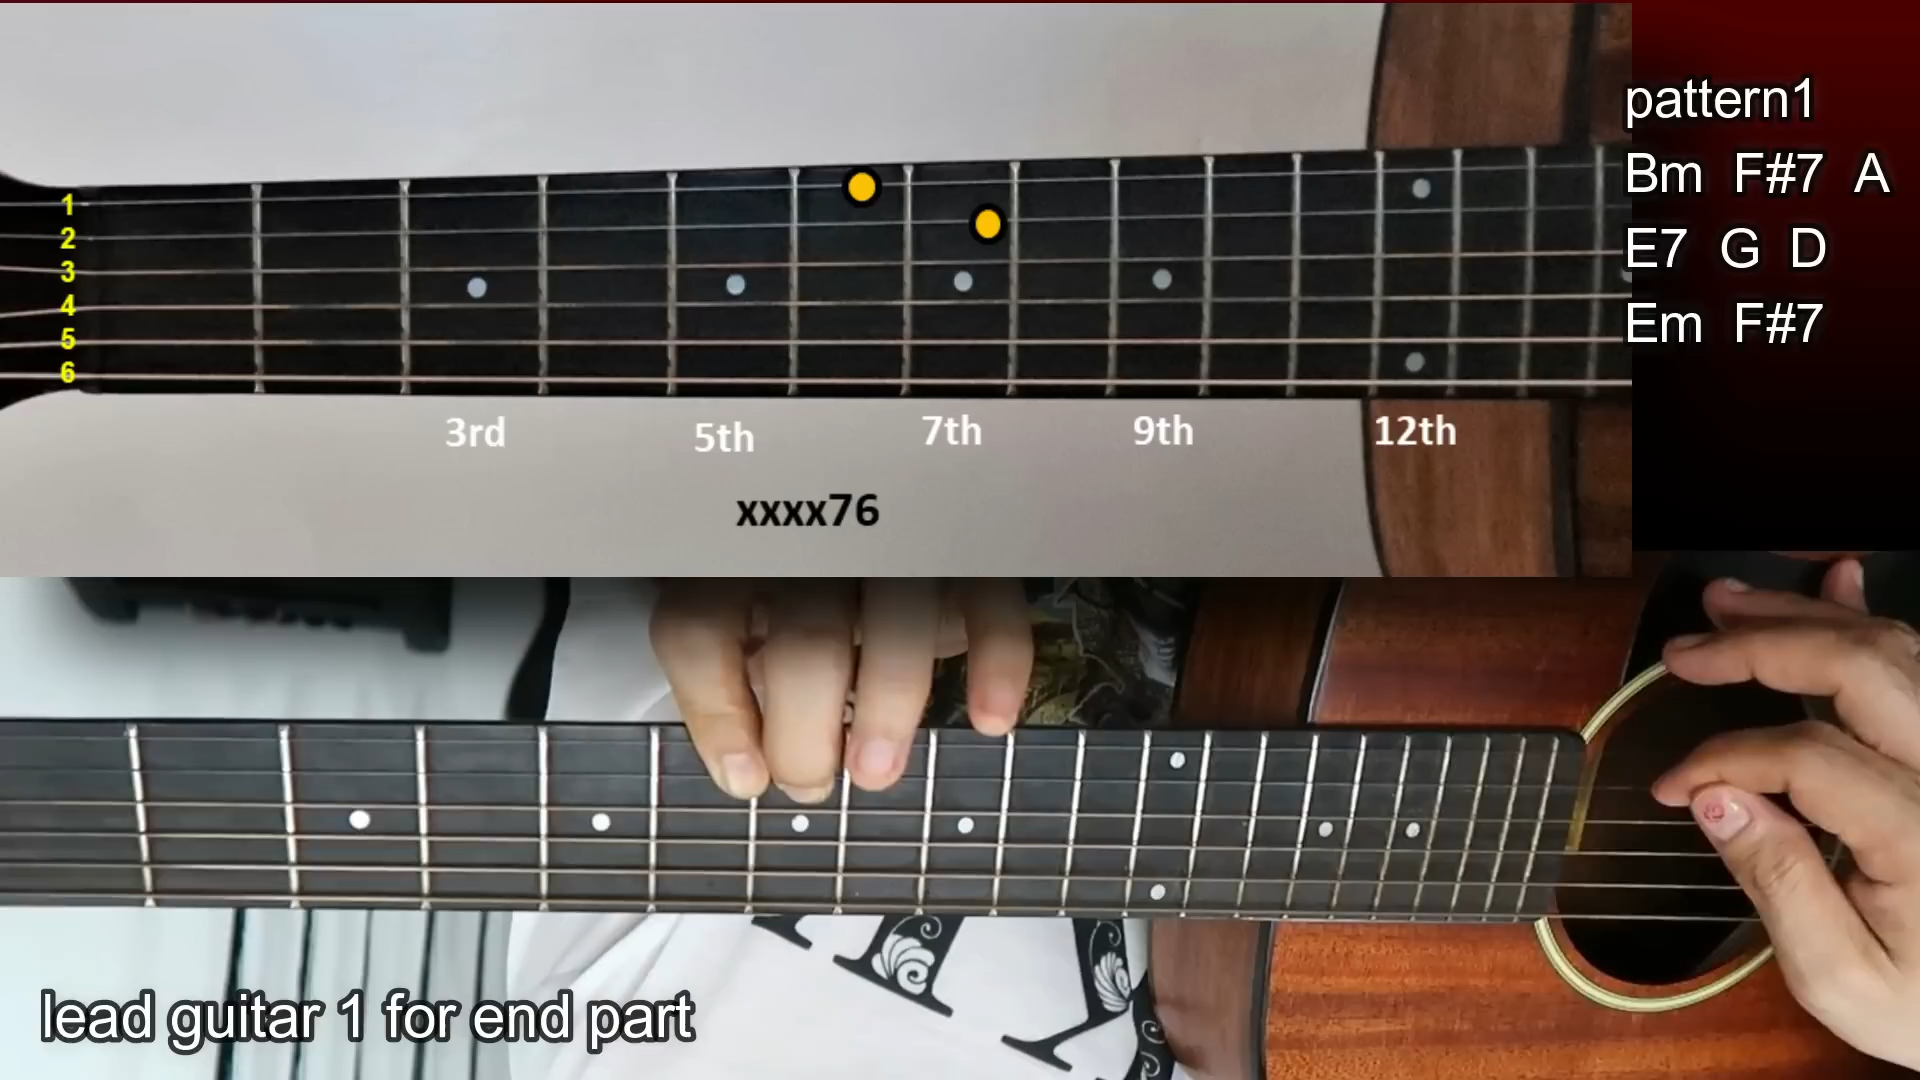 pattern1
Bm F#7 A
E7 G D
Em F#7
1
2
3
4
5
6
3rd 5th 7th 9th 12th
xxxx76
lead guitar 1 for end part